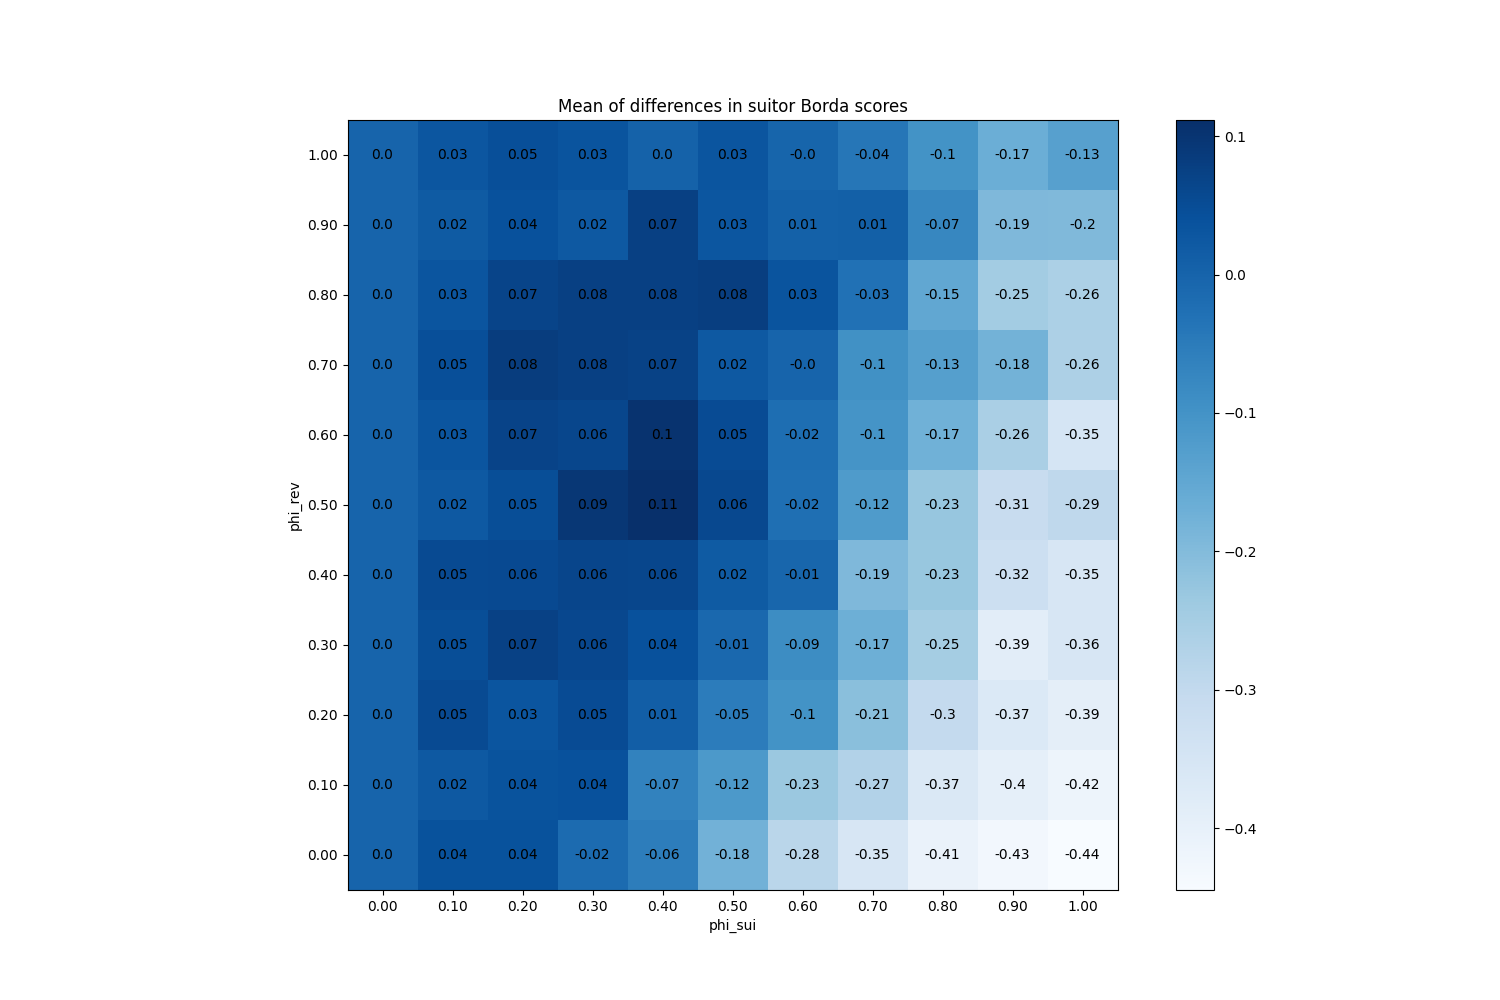 Mean of differences in suitor Borda scores
1.00 0.0 0.03 0.05 0.03 0.0 0.03 -0.0 -0.04 -0.1 -0.17 -0.13
0.90 0.0 0.02 0.04 0.02 0.07 0.03 0.01 0.01 -0.07 -0.19 -0.2
0.80 0.0 0.03 0.07 0.08 0.08 0.08 0.03 -0.03 -0.15 -0.25 -0.26
0.70 0.0 0.05 0.08 0.08 0.07 0.02 -0.0 -0.1 -0.13 -0.18 -0.26
0.60 0.0 0.03 0.07 0.06 0.1 0.05 -0.02 -0.1 -0.17 -0.26 -0.35
phi_rev
0.50 0.0 0.02 0.05 0.09 0.11 0.06 -0.02 -0.12 -0.23 -0.31 -0.29
0.40 0.0 0.05 0.06 0.06 0.06 0.02 -0.01 -0.19 -0.23 -0.32 -0.35
0.30 0.0 0.05 0.07 0.06 0.04 -0.01 -0.09 -0.17 -0.25 -0.39 -0.36
0.20 0.0 0.05 0.03 0.05 0.01 -0.05 -0.1 -0.21 -0.3 -0.37 -0.39
0.10 0.0 0.02 0.04 0.04 -0.07 -0.12 -0.23 -0.27 -0.37 -0.4 -0.42
0.00 0.0 0.04 0.04 -0.02 -0.06 -0.18 -0.28 -0.35 -0.41 -0.43 -0.44
0.00 0.10 0.20 0.30 0.40 0.50 0.60 0.70 0.80 0.90 1.00
phi_sui
0.1
0.0
−0.1
−0.2
−0.3
−0.4